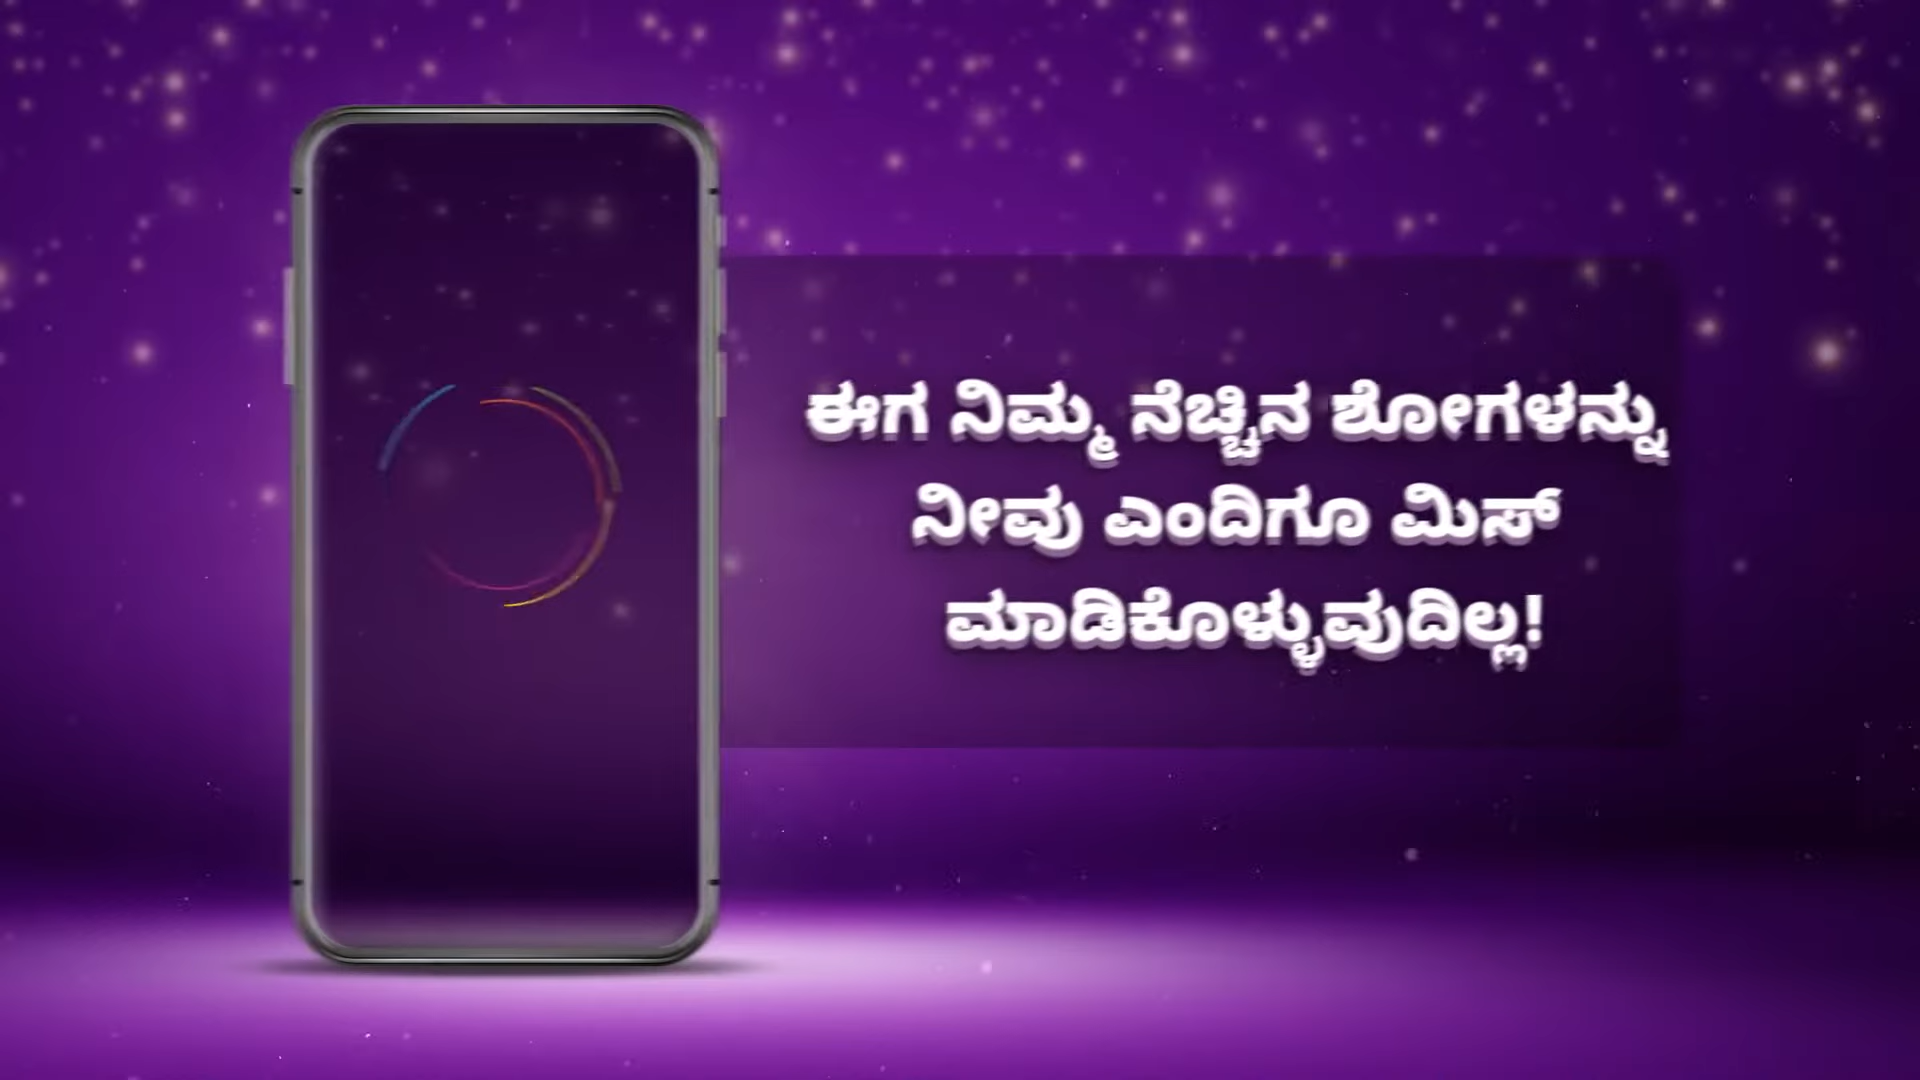 ಈಗ ನಿಮ್ಮ ನೆಚ್ಚಿನ ಶೋಗಳನ್ನು
ನೀವು ಎಂದಿಗೂ ಮಿಸ್
ಮಾಡಿಕೊಳ್ಳುವುದಿಲ್ಲ!